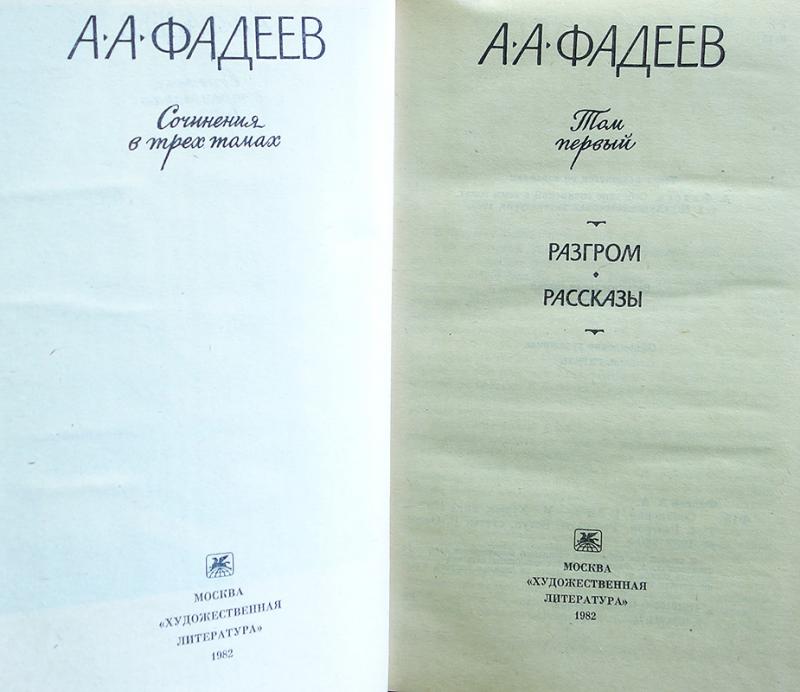 А·А·ФАДЕЕВ
Сочинения
в трех томах
МОСКВА
«ХУДОЖЕСТВЕННАЯ
ЛИТЕРАТУРА»
1982
А·А·ФАДЕЕВ
Том
первый
РАЗГРОМ
РАССКАЗЫ
МОСКВА
«ХУДОЖЕСТВЕННАЯ
ЛИТЕРАТУРА»
1982